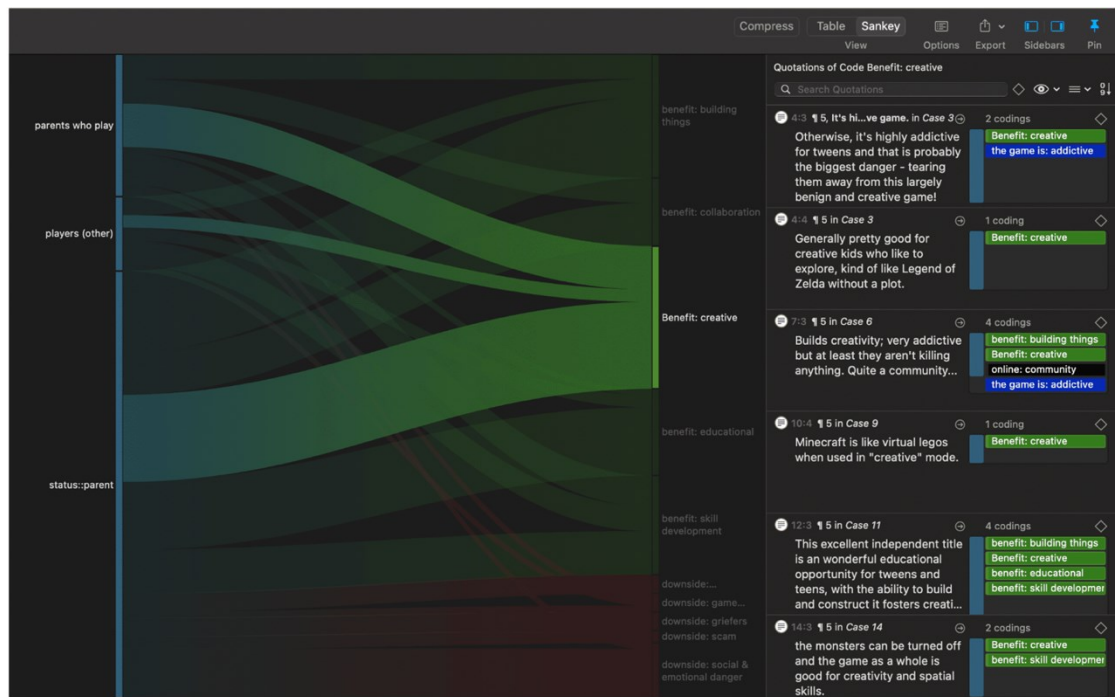 Compress
Table
Sankey
View
Options
Export
Sidebars
Pin
parents who play
players (other)
status::parent
benefit: building
things
benefit: collaboration
Benefit: creative
benefit: educational
benefit: skill
development
downside:...
downside: game...
downside: griefers
downside: scam
downside: social &
emotional danger
Quotations of Code Benefit: creative
Search Quotations
4:3 ¶ 5, It's hi...ve game. in Case 3
2 codings
Otherwise, it's highly addictive
for tweens and that is probably
the biggest danger - tearing
them away from this largely
benign and creative game!
Benefit: creative
the game is: addictive
4:4 ¶ 5 in Case 3
1 coding
Generally pretty good for
creative kids who like to
explore, kind of like Legend of
Zelda without a plot.
Benefit: creative
7:3 ¶ 5 in Case 6
4 codings
Builds creativity; very addictive
but at least they aren't killing
anything. Quite a community...
benefit: building things
Benefit: creative
online: community
the game is: addictive
10:4 ¶ 5 in Case 9
1 coding
Minecraft is like virtual legos
when used in "creative" mode.
Benefit: creative
12:3 ¶ 5 in Case 11
4 codings
This excellent independent title
is an wonderful educational
opportunity for tweens and
teens, with the ability to build
and construct it fosters creati...
benefit: building things
Benefit: creative
benefit: educational
benefit: skill developmer
14:3 ¶ 5 in Case 14
2 codings
the monsters can be turned off
and the game as a whole is
good for creativity and spatial
skills.
Benefit: creative
benefit: skill developmer